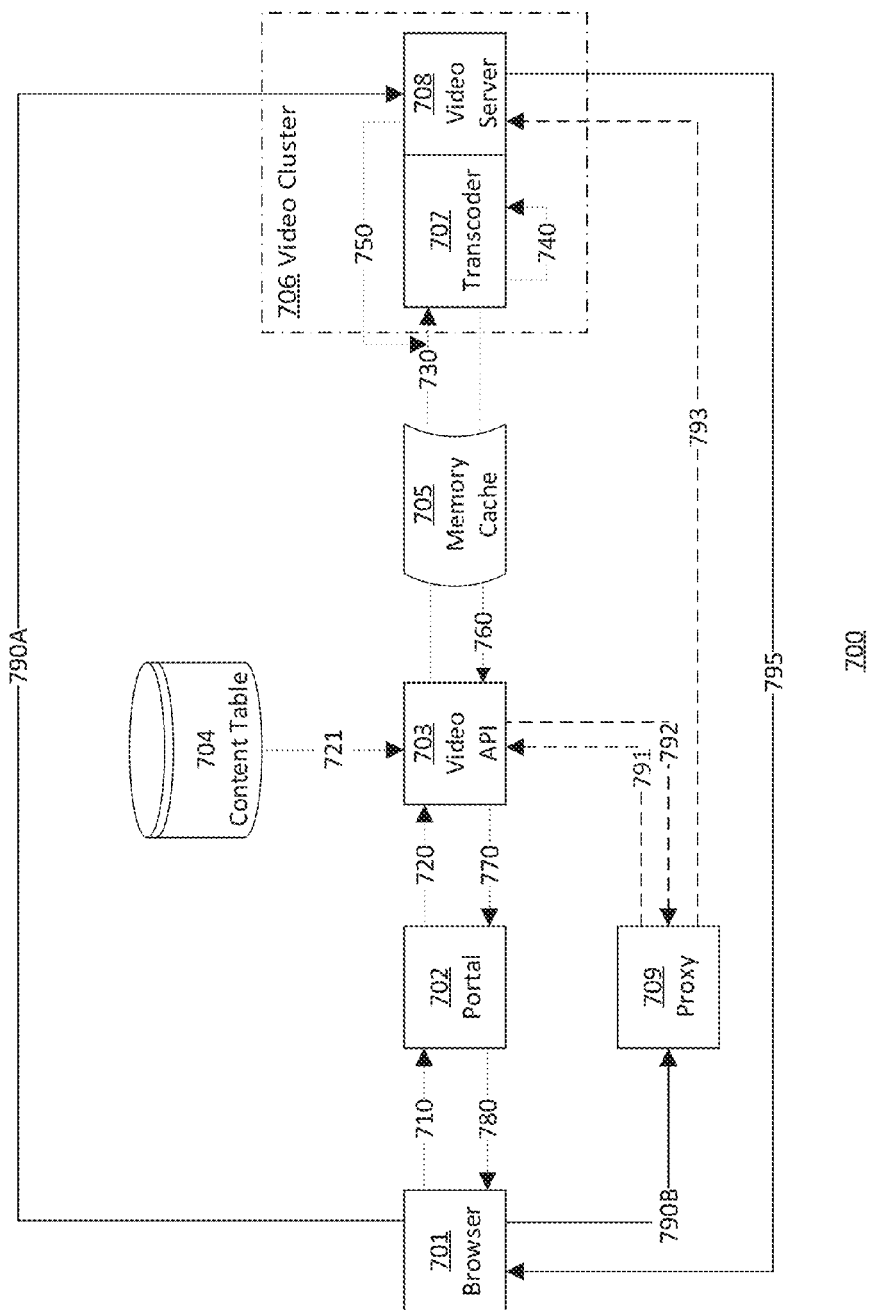 790A
706 Video Cluster
750
708
Video
Server
707
Transcoder
740
730
705
Memory
Cache
760
704
Content Table
721
703
Video
API
720
770
702
Portal
710
780
701
Browser
790B
709
Proxy
791
792
793
795
700